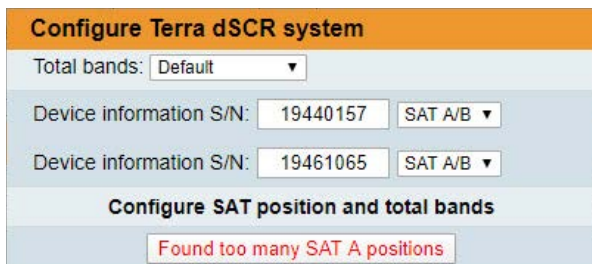 Configure Terra dSCR system
Total bands: Default
Device information S/N: 19440157 SAT A/B
Device information S/N: 19461065 SAT A/B
Configure SAT position and total bands
Found too many SAT A positions